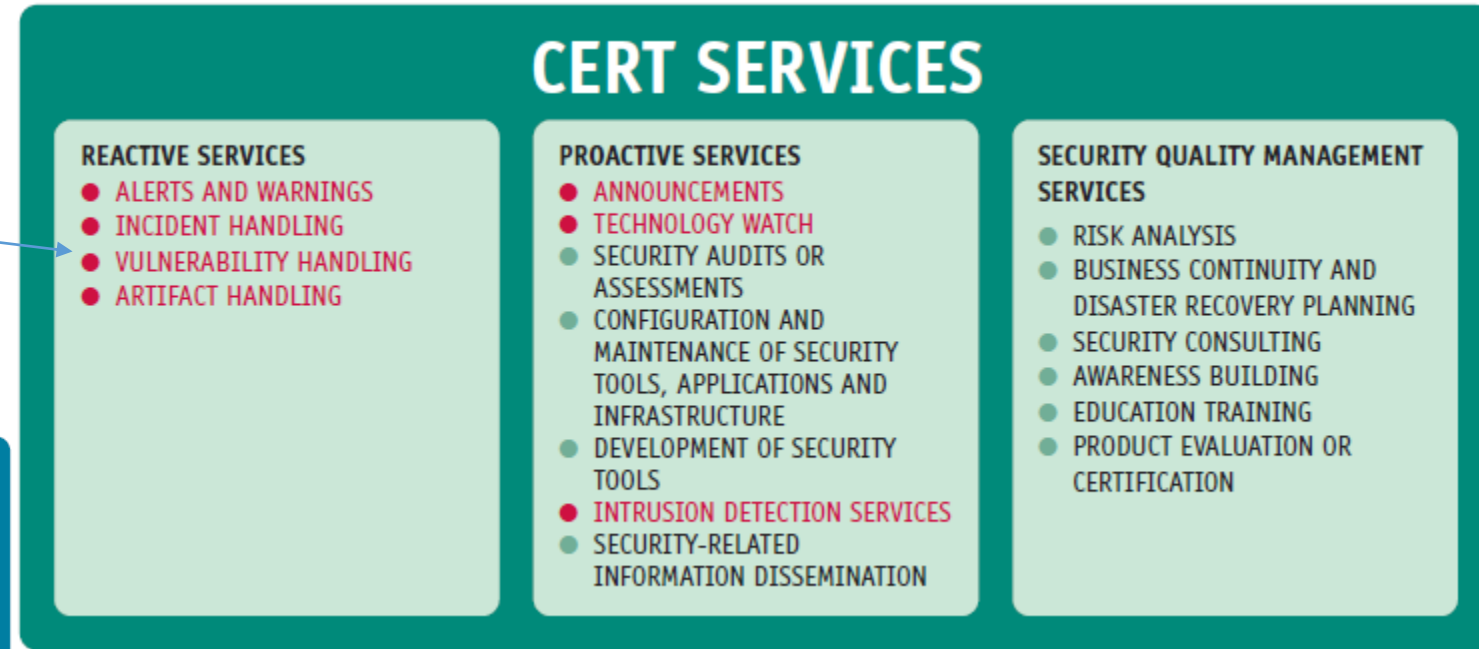 CERT SERVICES
REACTIVE SERVICES
ALERTS AND WARNINGS
INCIDENT HANDLING
VULNERABILITY HANDLING
ARTIFACT HANDLING
PROACTIVE SERVICES
ANNOUNCEMENTS
TECHNOLOGY WATCH
SECURITY AUDITS OR
ASSESSMENTS
CONFIGURATION AND
MAINTENANCE OF SECURITY
TOOLS, APPLICATIONS AND
INFRASTRUCTURE
DEVELOPMENT OF SECURITY
TOOLS
INTRUSION DETECTION SERVICES
SECURITY-RELATED
INFORMATION DISSEMINATION
SECURITY QUALITY MANAGEMENT
SERVICES
RISK ANALYSIS
BUSINESS CONTINUITY AND
DISASTER RECOVERY PLANNING
SECURITY CONSULTING
AWARENESS BUILDING
EDUCATION TRAINING
PRODUCT EVALUATION OR
CERTIFICATION